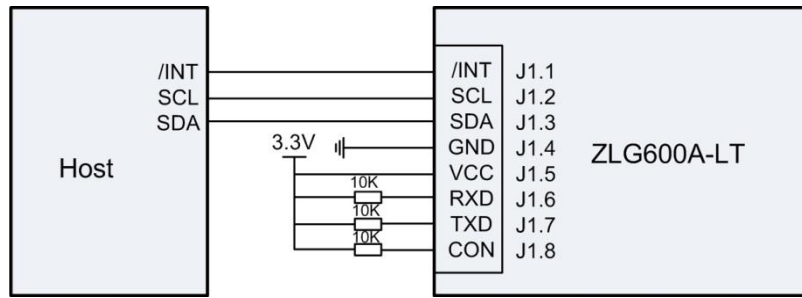 /INT /INT J1.1
SCL SCL J1.2
SDA SDA J1.3
3.3V GND J1.4
Host VCC J1.5 ZLG600A-LT
10K RXD J1.6
10K TXD J1.7
10K CON J1.8